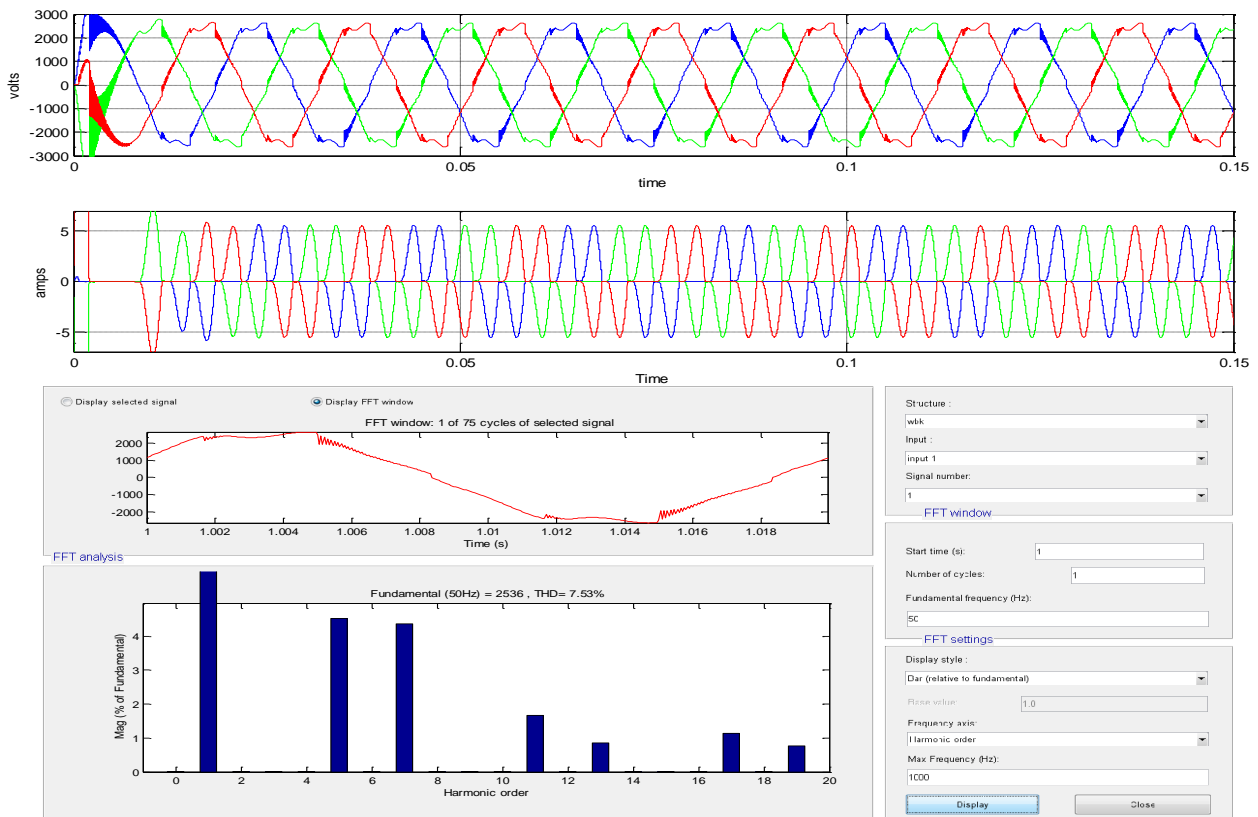 3000
2000
1000
0
-1000
-2000
-3000
volts
0
0.05
0.1
0.15
time
5
0
-5
amps
0
0.05
0.1
0.15
Time
Display selected signal
Display FFT window
FFT window: 1 of 75 cycles of selected signal
2000
1000
0
-1000
-2000
1
1.002
1.004
1.006
1.008
1.01
1.012
1.014
1.016
1.018
Time (s)
FFT analysis
Fundamental (50Hz) = 2536 , THD= 7.53%
Mag (% of Fundamental)
4
3
2
1
0
0
2
4
6
8
10
12
14
16
18
20
Harmonic order
Structure :
wbk
Input :
input 1
Signal number:
1
FFT window
Start time (s):
1
Number of cycles:
1
Fundamental frequency (Hz):
50
FFT settings
Display style :
Bar (relative to fundamental)
Base value:
1.0
Frequency axis:
Harmonic order
Max Frequency (Hz):
1000
Display
Close